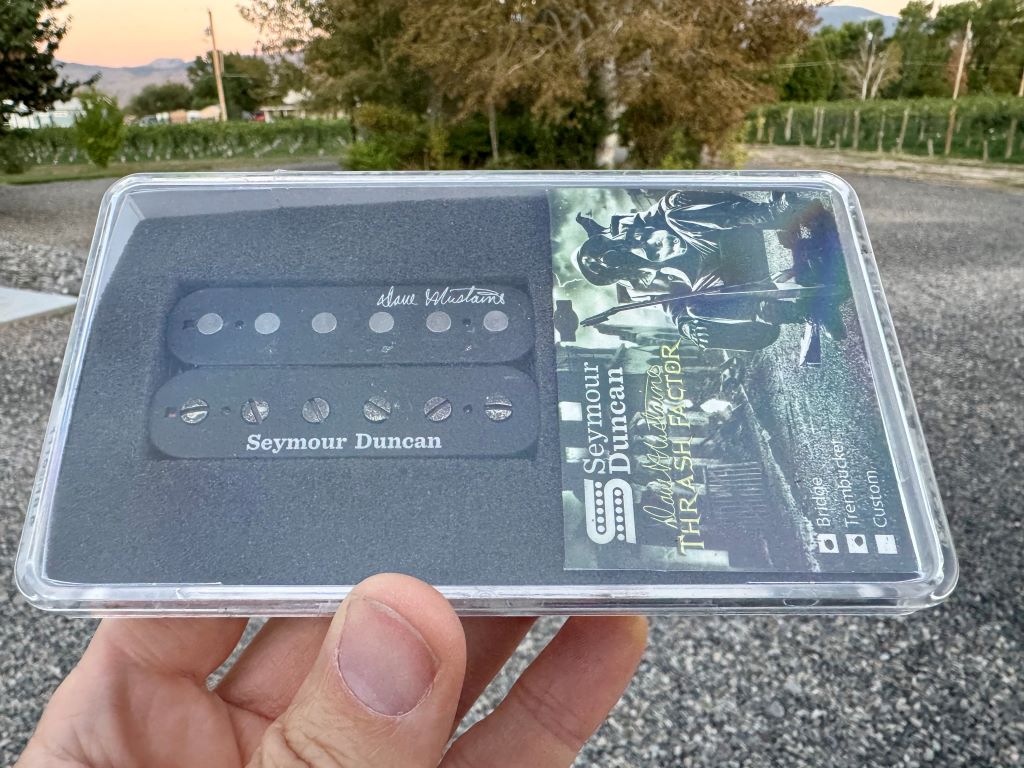 Dave Mustaine
Seymour Duncan
Seymour
Duncan
Dave Mustaine
THRASH FACTOR
Bridge
Trembucker
Custom